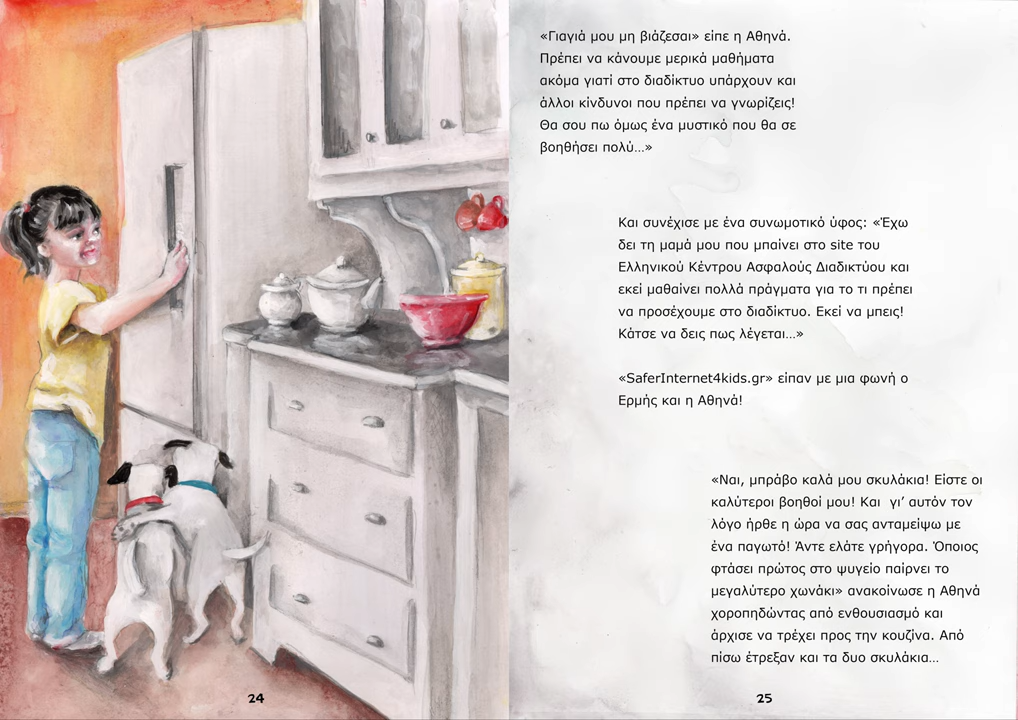 «Γιαγιά μου μη βιάζεσαι» είπε η Αθηνά.
Πρέπει να κάνουμε μερικά μαθήματα
ακόμα γιατί στο διαδίκτυο υπάρχουν και
άλλοι κίνδυνοι που πρέπει να γνωρίζεις!
Θα σου πω όμως ένα μυστικό που θα σε
βοηθήσει πολύ…»
Και συνέχισε με ένα συνωμοτικό ύφος: «Έχω
δει τη μαμά μου που μπαίνει στο site του
Ελληνικού Κέντρου Ασφαλούς Διαδικτύου και
εκεί μαθαίνει πολλά πράγματα για το τι πρέπει
να προσέχουμε στο διαδίκτυο. Εκεί να μπεις!
Κάτσε να δεις πως λέγεται…»
«SaferInternet4kids.gr» είπαν με μια φωνή ο
Ερμής και η Αθηνά!
«Ναι, μπράβο καλά μου σκυλάκια! Είστε οι
καλύτεροι βοηθοί μου! Και γι’ αυτόν τον
λόγο ήρθε η ώρα να σας ανταμείψω με
ένα παγωτό! Άντε ελάτε γρήγορα. Όποιος
φτάσει πρώτος στο ψυγείο παίρνει το
μεγαλύτερο χωνάκι» ανακοίνωσε η Αθηνά
χοροπηδώντας από ενθουσιασμό και
άρχισε να τρέχει προς την κουζίνα. Από
πίσω έτρεξαν και τα δυο σκυλάκια…
24
25